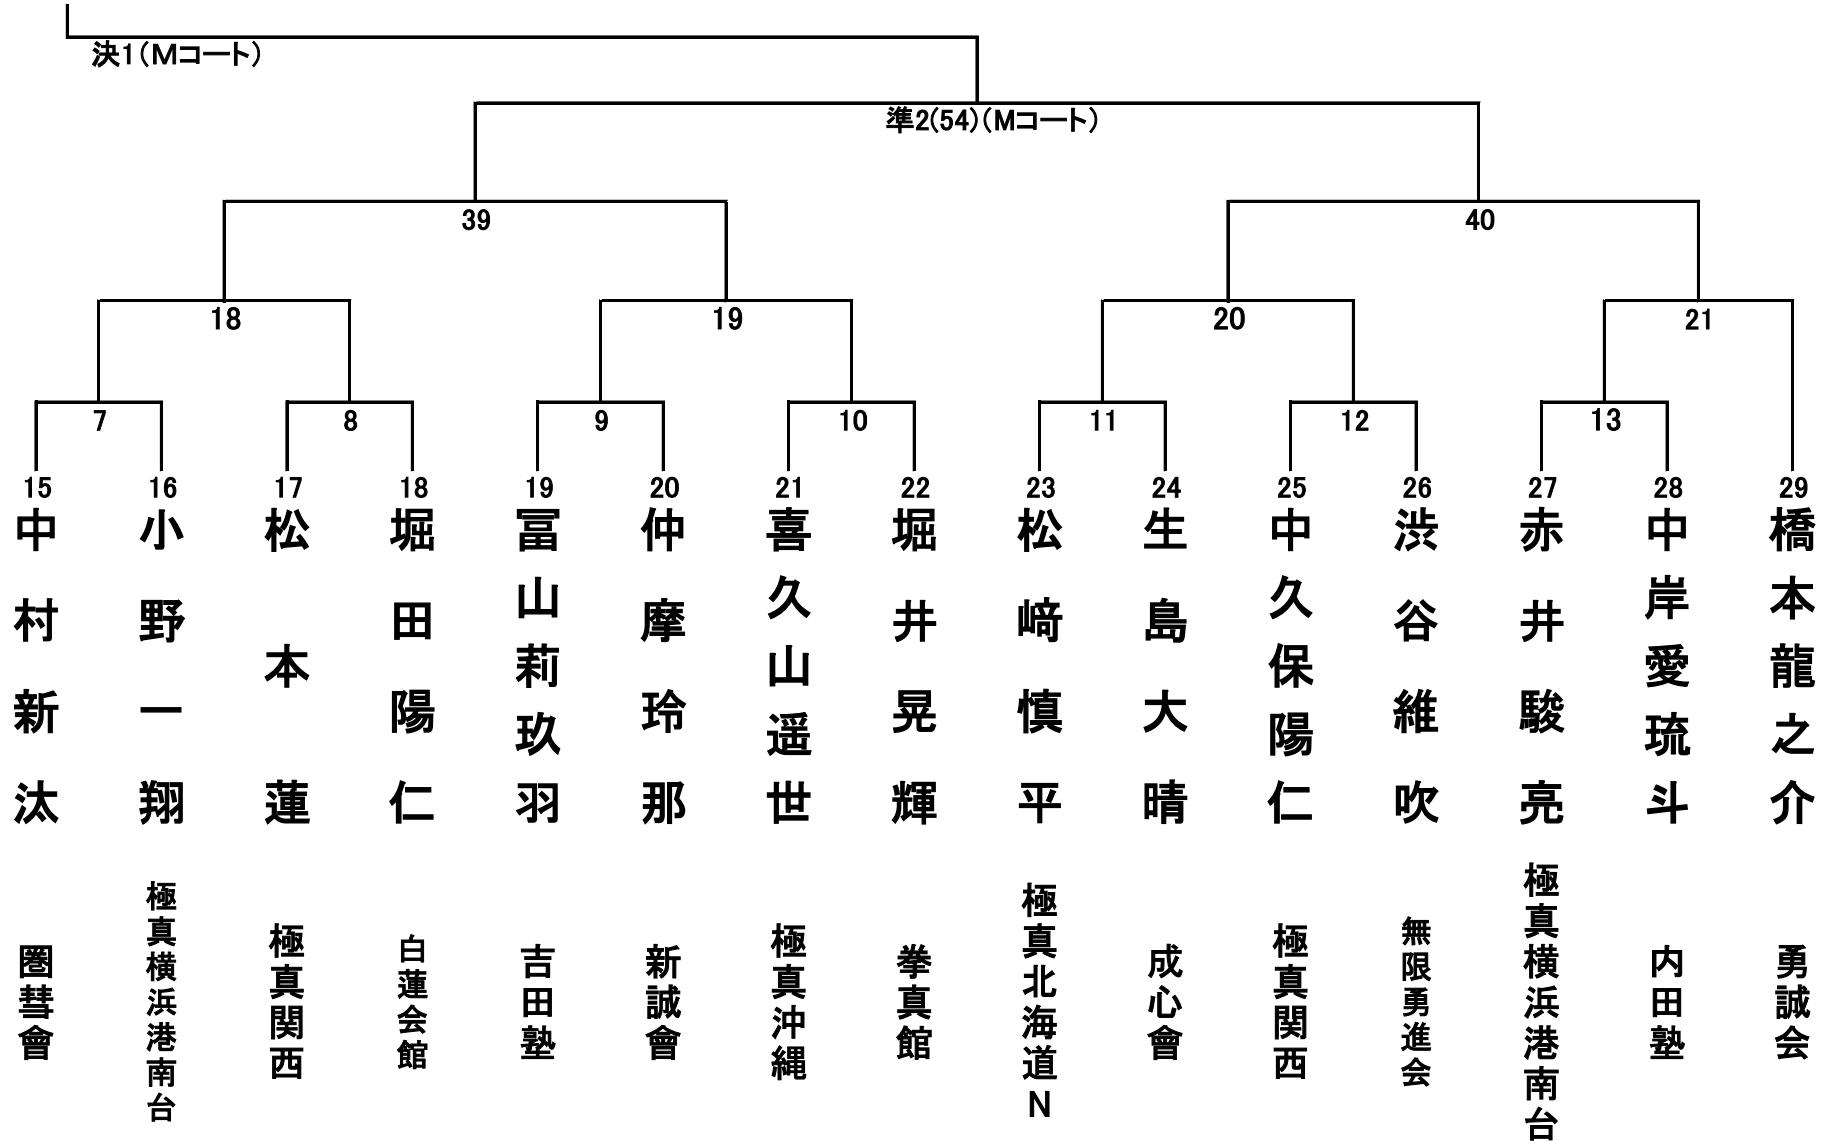 決1(Mコート)
準2(54)(Mコート)
39
40
18
19
20
21
7
8
9
10
11
12
13
15
16
17
18
19
20
21
22
23
24
25
26
27
28
29
中村新汰
小野一翔
松本蓮
堀田陽仁
冨山莉玖羽
仲摩玲那
喜久山遥世
堀井晃輝
松﨑慎平
生島大晴
中久保陽仁
渋谷維吹
赤井駿亮
中岸愛琉斗
橋本龍之介
圏彗會
極真横浜港南台
極真関西
白蓮会館
吉田塾
新誠會
極真沖縄
拳真館
極真北海道N
成心會
極真関西
無限勇進会
極真横浜港南台
内田塾
勇誠会